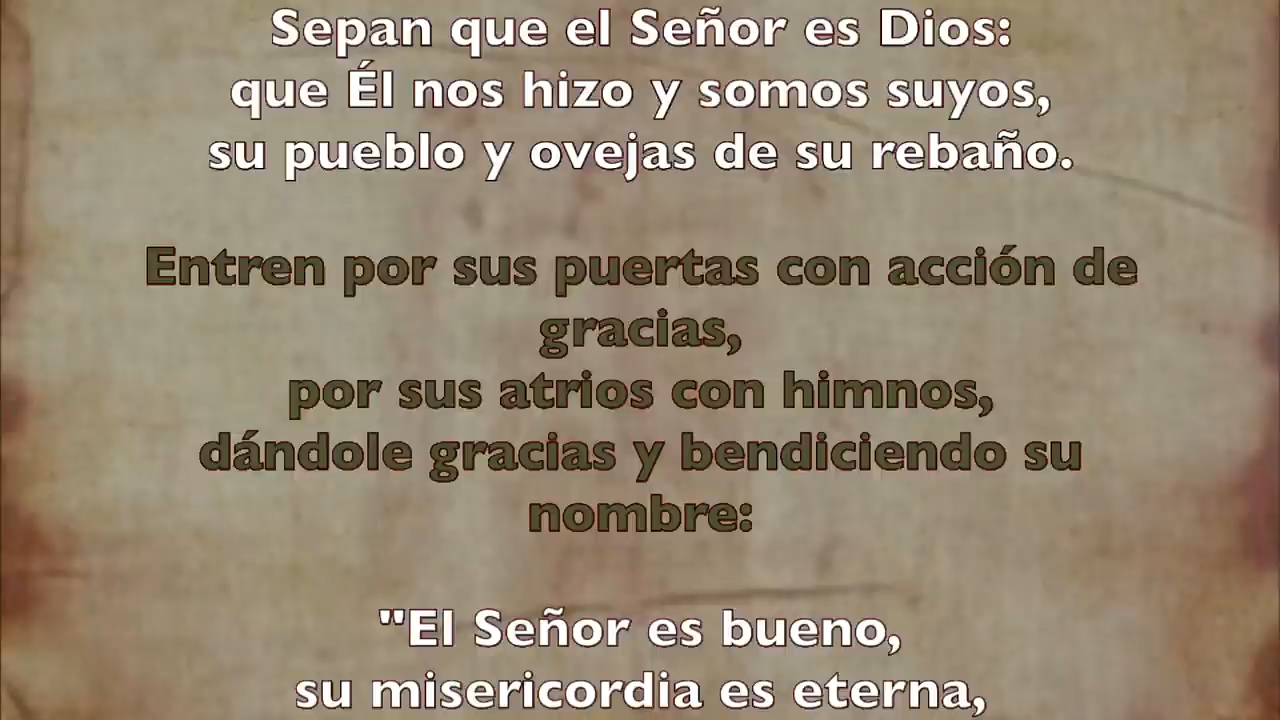 Sepan que el Señor es Dios:
que Él nos hizo y somos suyos,
su pueblo y ovejas de su rebaño.
Entren por sus puertas con acción de
gracias,
por sus atrios con himnos,
dándole gracias y bendiciendo su
nombre:
"El Señor es bueno,
su misericordia es eterna,